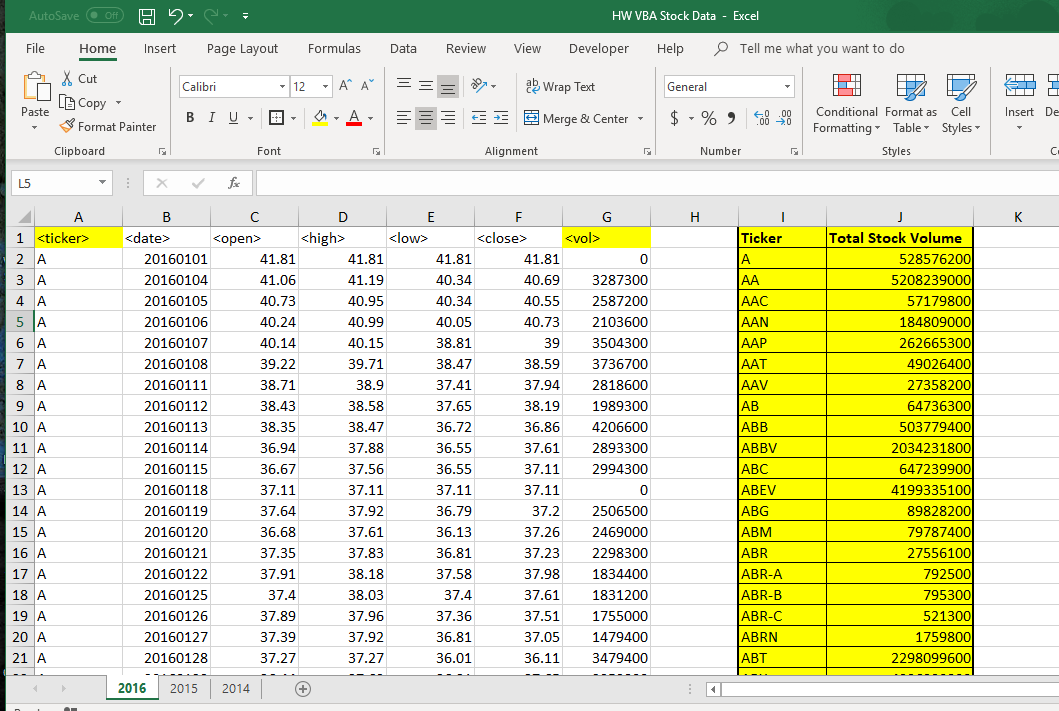 AutoSave Off HW VBA Stock Data - Excel
File Home Insert Page Layout Formulas Data Review View Developer Help Tell me what you want to do
Paste Cut Copy Format Painter Calibri 12 A A B I U A ab Wrap Text Merge & Center General $ % , .00 .00 Conditional Formatting Format as Table Cell Styles Insert
Clipboard Font Alignment Number Styles
L5 fx
A B C D E F G H I J K
1 <ticker> <date> <open> <high> <low> <close> <vol> Ticker Total Stock Volume
2 A 20160101 41.81 41.81 41.81 41.81 0 A 528576200
3 A 20160104 41.06 41.19 40.34 40.69 3287300 AA 5208239000
4 A 20160105 40.73 40.95 40.34 40.55 2587200 AAC 57179800
5 A 20160106 40.24 40.99 40.05 40.73 2103600 AAN 184809000
6 A 20160107 40.14 40.15 38.81 39 3504300 AAP 262665300
7 A 20160108 39.22 39.71 38.47 38.59 3736700 AAT 49026400
8 A 20160111 38.71 38.9 37.41 37.94 2818600 AAV 27358200
9 A 20160112 38.43 38.58 37.65 38.19 1989300 AB 64736300
10 A 20160113 38.35 38.47 36.72 36.86 4206600 ABB 503779400
11 A 20160114 36.94 37.88 36.55 37.61 2893300 ABBV 2034231800
12 A 20160115 36.67 37.56 36.55 37.11 2994300 ABC 647239900
13 A 20160118 37.11 37.11 37.11 37.11 0 ABEV 4199335100
14 A 20160119 37.64 37.92 36.79 37.2 2506500 ABG 89828200
15 A 20160120 36.68 37.61 36.13 37.26 2469000 ABM 79787400
16 A 20160121 37.35 37.83 36.81 37.23 2298300 ABR 27556100
17 A 20160122 37.91 38.18 37.58 37.98 1834400 ABR-A 792500
18 A 20160125 37.4 38.03 37.4 37.61 1831200 ABR-B 795300
19 A 20160126 37.89 37.96 37.36 37.51 1755000 ABR-C 521300
20 A 20160127 37.39 37.92 36.81 37.05 1479400 ABRN 1759800
21 A 20160128 37.27 37.27 36.01 36.11 3479400 ABT 2298099600
2016 2015 2014